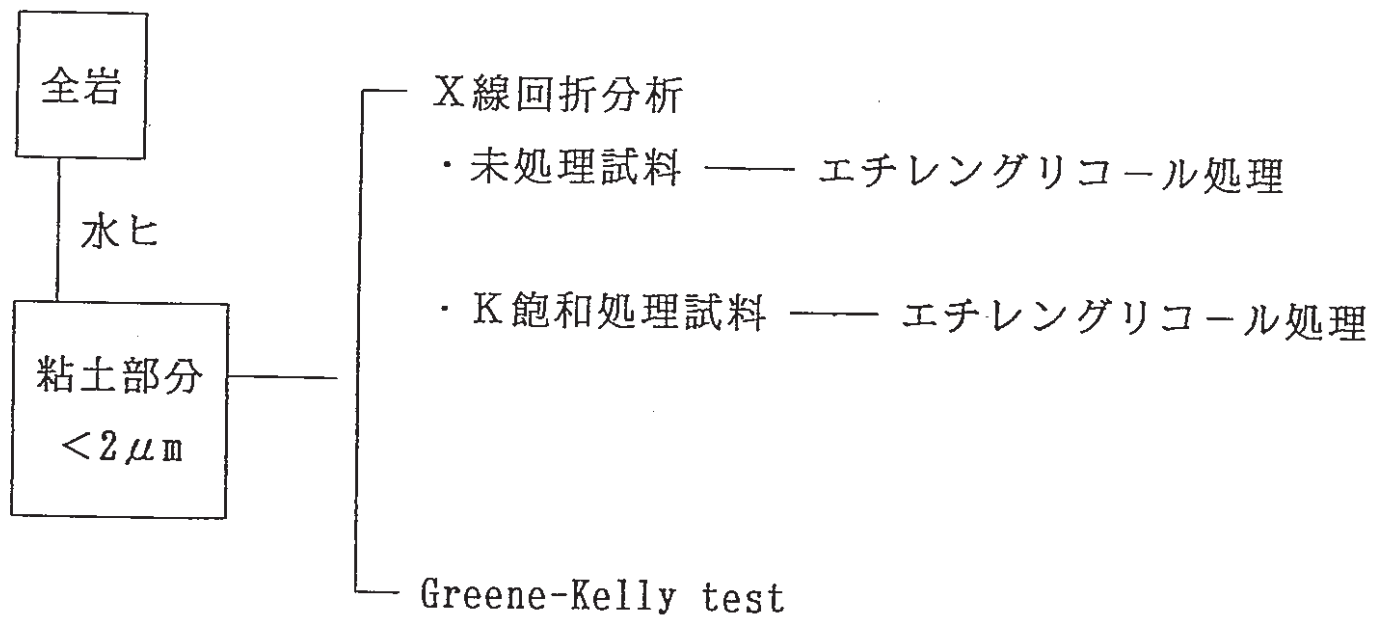 全岩
水ヒ
粘土部分
<2μm
X線回折分析
・未処理試料 ―― エチレングリコール処理
・K飽和処理試料 ―― エチレングリコール処理
Greene-Kelly test